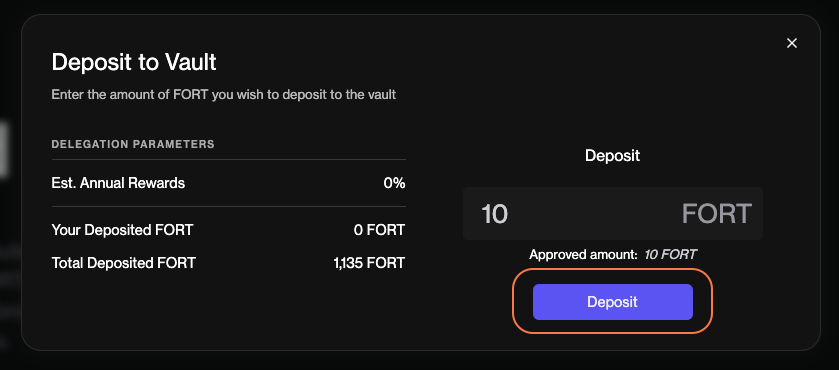 Deposit to Vault
Enter the amount of FORT you wish to deposit to the vault
DELEGATION PARAMETERS
Est. Annual Rewards 0%
Your Deposited FORT 0 FORT
Total Deposited FORT 1,135 FORT
Deposit
10 FORT
Approved amount: 10 FORT
Deposit